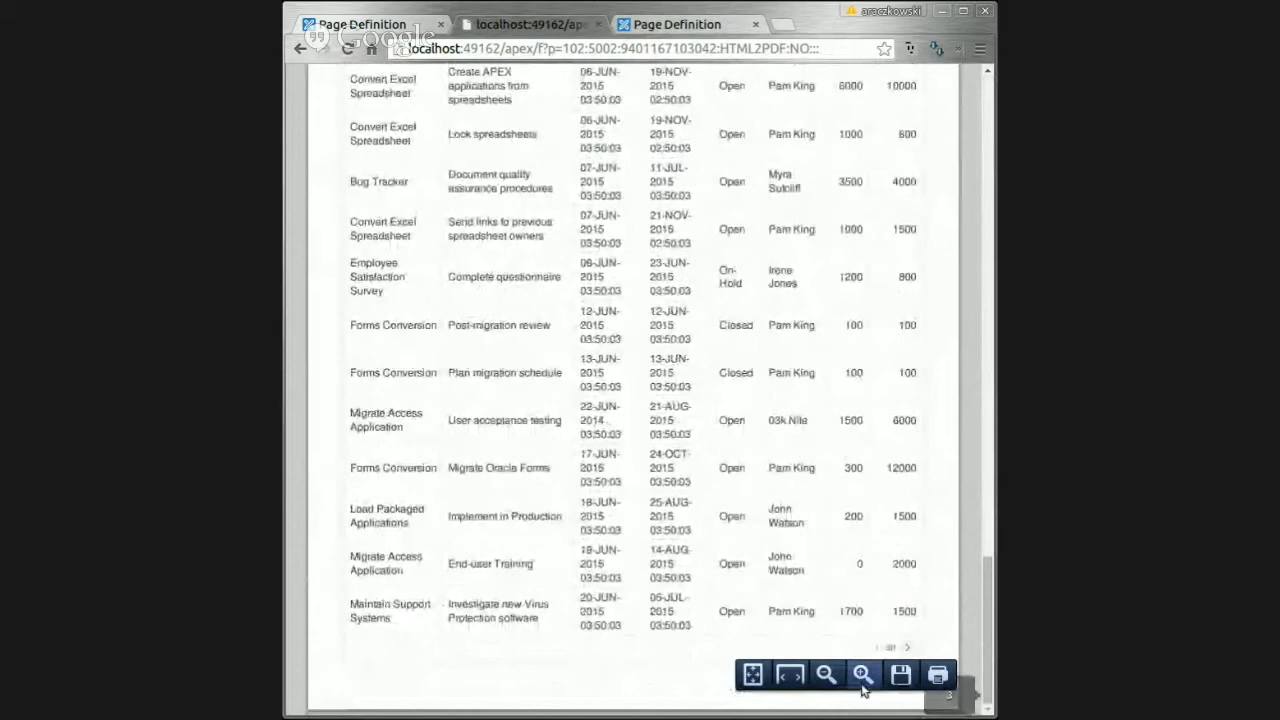 Page Definition
localhost:49162/ape
Page Definition
araczkowski
Google
localhost:49162/apex/f?p=102:5002:9401167103042:HTML2PDF:NO:::
Convert Excel Spreadsheet Create APEX applications from spreadsheets 06-JUN-2015 03:50:03 19-NOV-2015 02:50:03 Open Pam King 6000 10000
Convert Excel Spreadsheet Lock spreadsheets 06-JUN-2015 03:50:03 19-NOV-2015 02:50:03 Open Pam King 1000 800
Bug Tracker Document quality assurance procedures 07-JUN-2015 03:50:03 11-JUL-2015 03:50:03 Open Myra Sutcliff 3500 4000
Convert Excel Spreadsheet Send links to previous spreadsheet owners 07-JUN-2015 03:50:03 21-NOV-2015 02:50:03 Open Pam King 1000 1500
Employee Satisfaction Survey Complete questionnaire 08-JUN-2015 03:50:03 23-JUN-2015 03:50:03 On-Hold Irene Jones 1200 800
Forms Conversion Post-migration review 12-JUN-2015 03:50:03 12-JUN-2015 03:50:03 Closed Pam King 100 100
Forms Conversion Plan migration schedule 13-JUN-2015 03:50:03 13-JUN-2015 03:50:03 Closed Pam King 100 100
Migrate Access Application User acceptance testing 22-JUN-2014 03:50:03 21-AUG-2015 03:50:03 Open 03k Nile 1500 6000
Forms Conversion Migrate Oracle Forms 17-JUN-2015 03:50:03 24-OCT-2015 03:50:03 Open Pam King 300 12000
Load Packaged Applications Implement in Production 18-JUN-2015 03:50:03 25-AUG-2015 03:50:03 Open John Watson 200 1500
Migrate Access Application End-user Training 19-JUN-2015 03:50:03 14-AUG-2015 03:50:03 Open John Watson 0 2000
Maintain Support Systems Investigate new Virus Protection software 20-JUN-2015 03:50:03 05-JUL-2015 03:50:03 Open Pam King 1700 1500
3